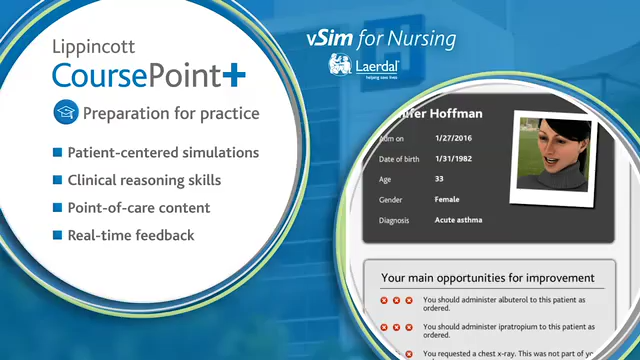 Lippincott
CoursePoint+
Preparation for practice
Patient-centered simulations
Clinical reasoning skills
Point-of-care content
Real-time feedback
vSim for Nursing
Laerdal
helping save lives
Hoffman
Adm on 1/27/2016
Date of birth 1/31/1982
Age 33
Gender Female
Diagnosis Acute asthma
Your main opportunities for improvement
You should administer albuterol to this patient as
ordered.
You should administer ipratropium to this patient as
ordered.
You requested a chest x-ray. This was not part of